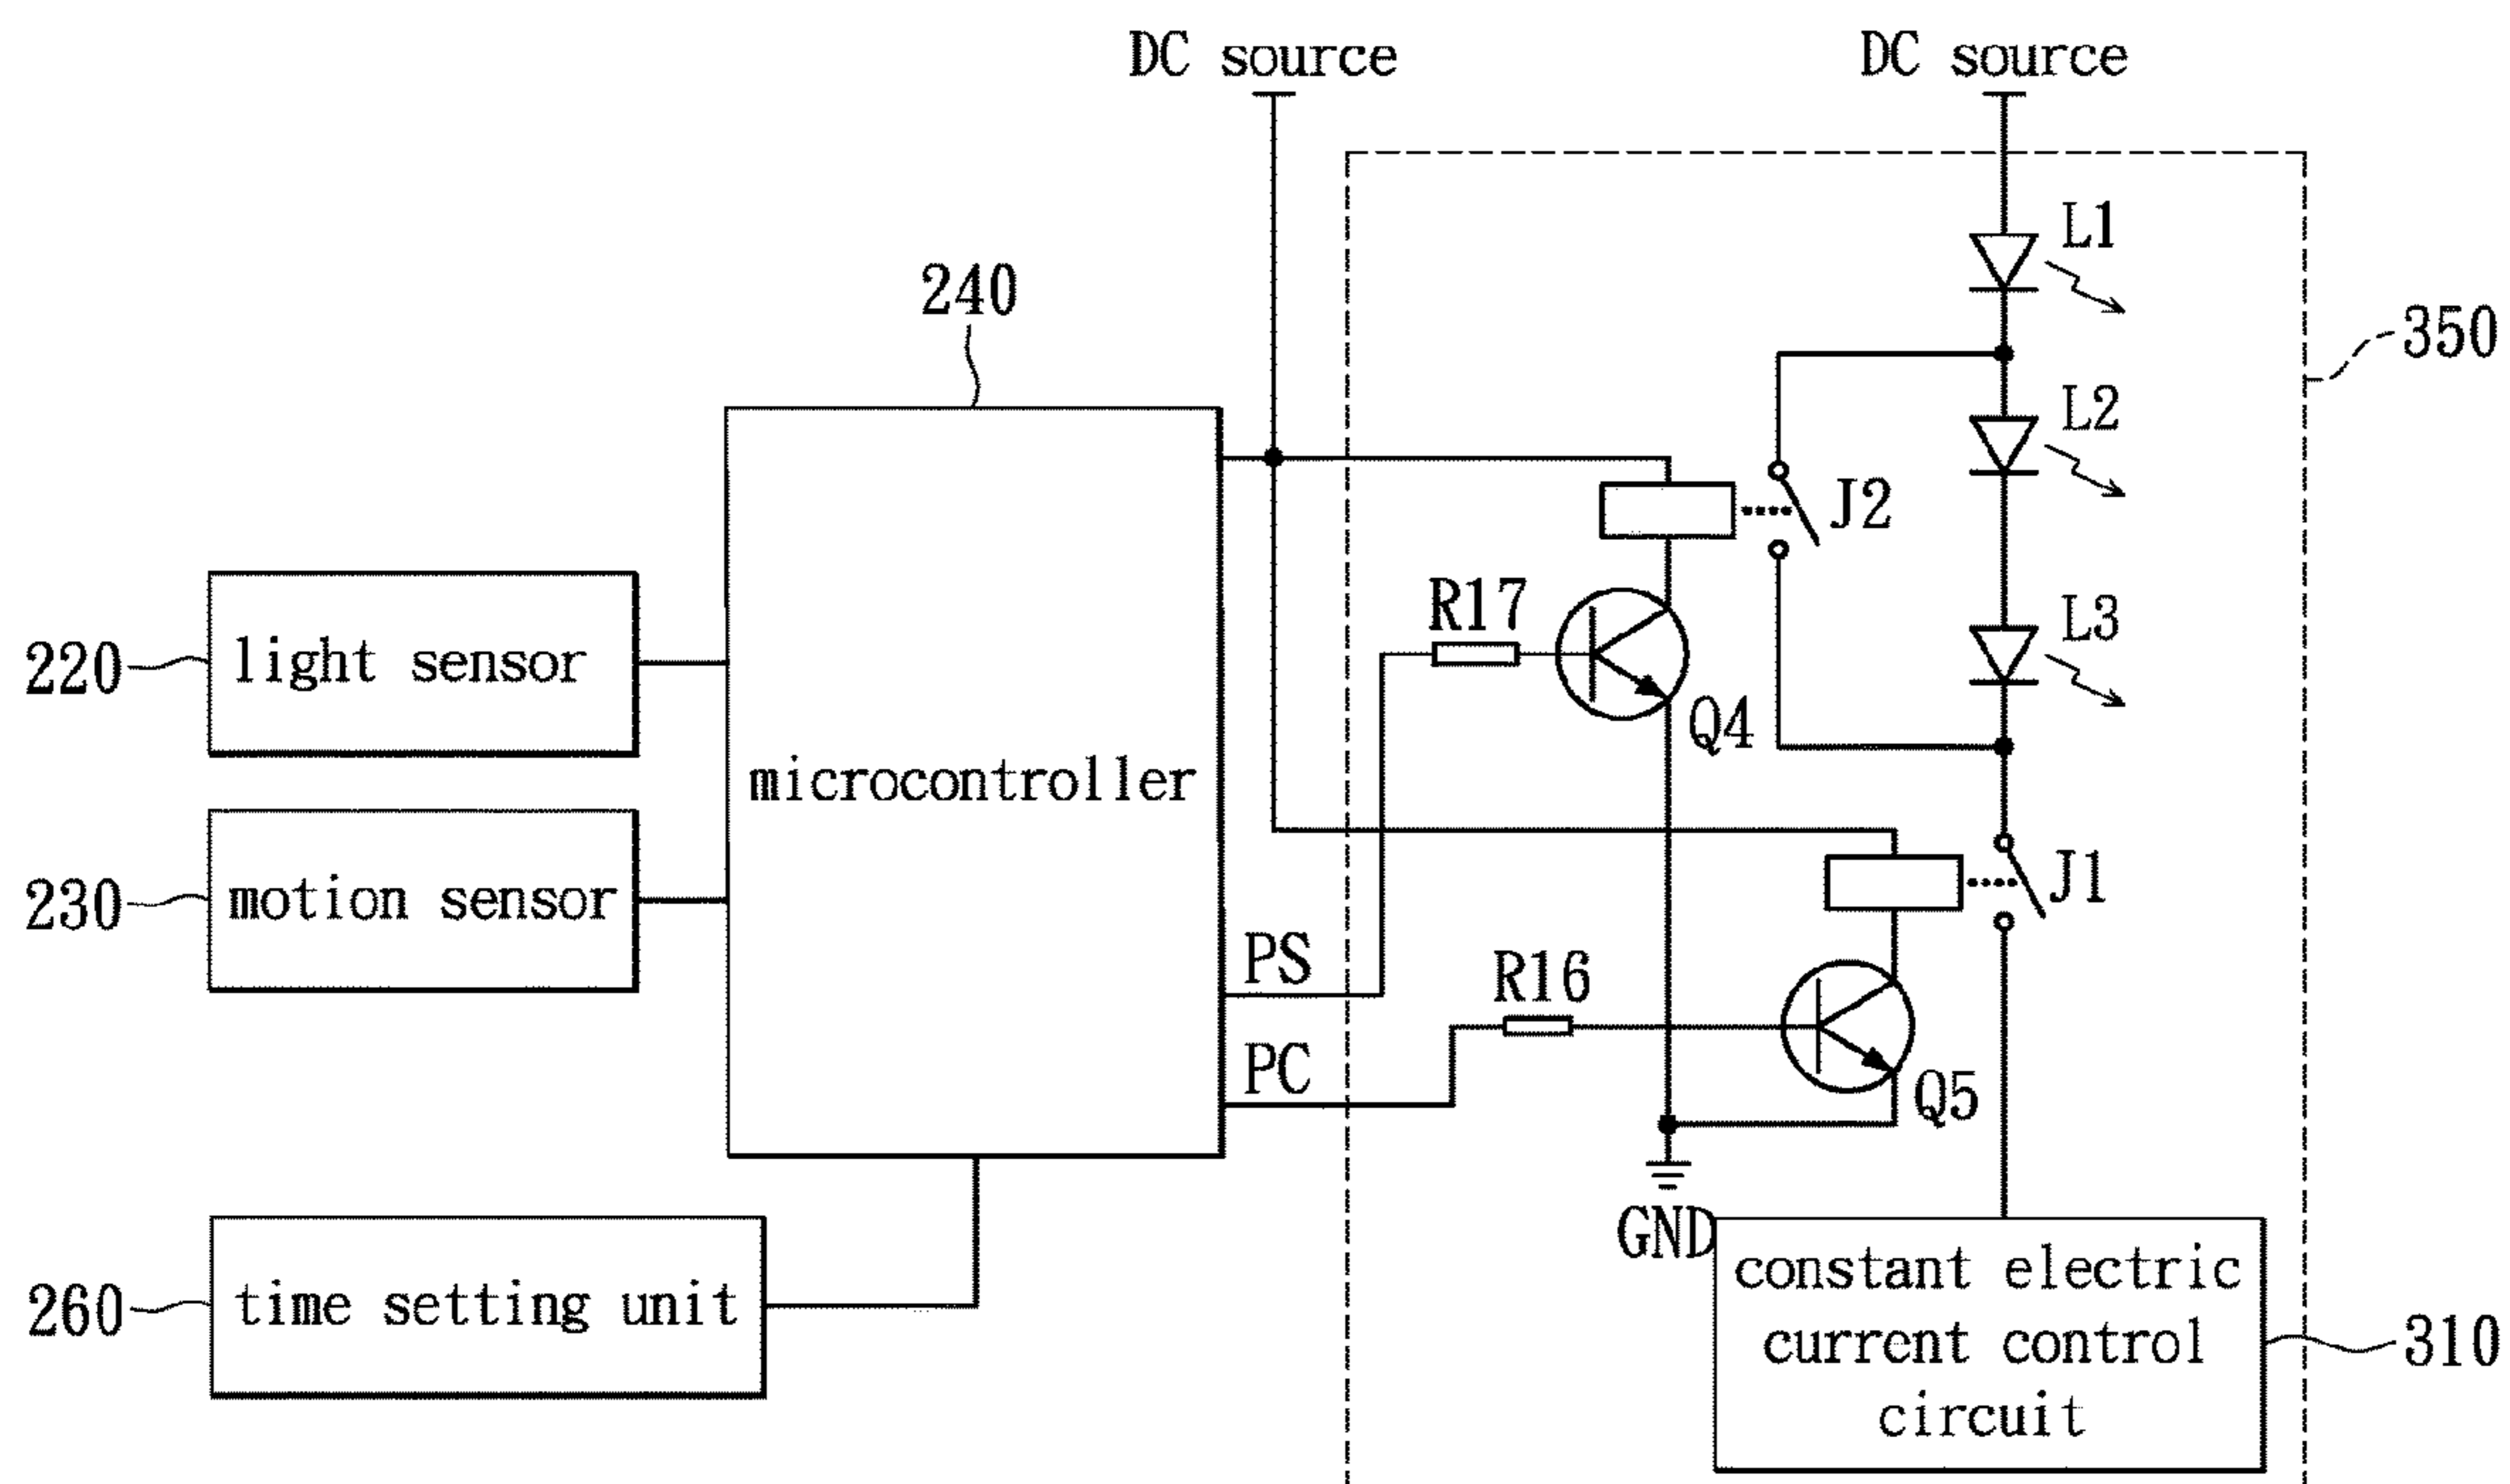 DC source
DC source
L1
240
350
L2
J2
R17
L3
220
light sensor
Q4
microcontroller
230
motion sensor
J1
PS
R16
PC
Q5
GND
260
time setting unit
constant electric
current control
circuit
310